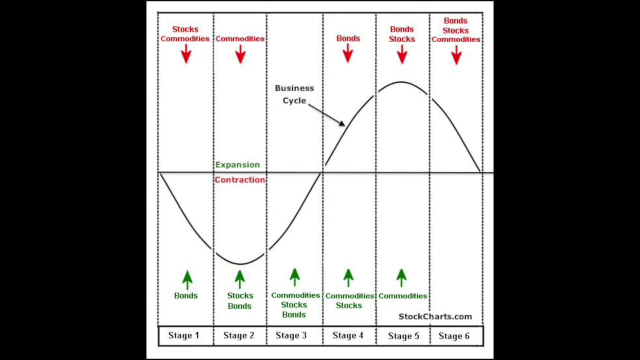 Stocks
Commodities
Commodities
Bonds
Bonds
Stocks
Bonds
Stocks
Commodities
Business
Cycle
Expansion
Contraction
Bonds
Stocks
Bonds
Commodities
Stocks
Bonds
Commodities
Stocks
Commodities
StockCharts.com
Stage 1
Stage 2
Stage 3
Stage 4
Stage 5
Stage 6